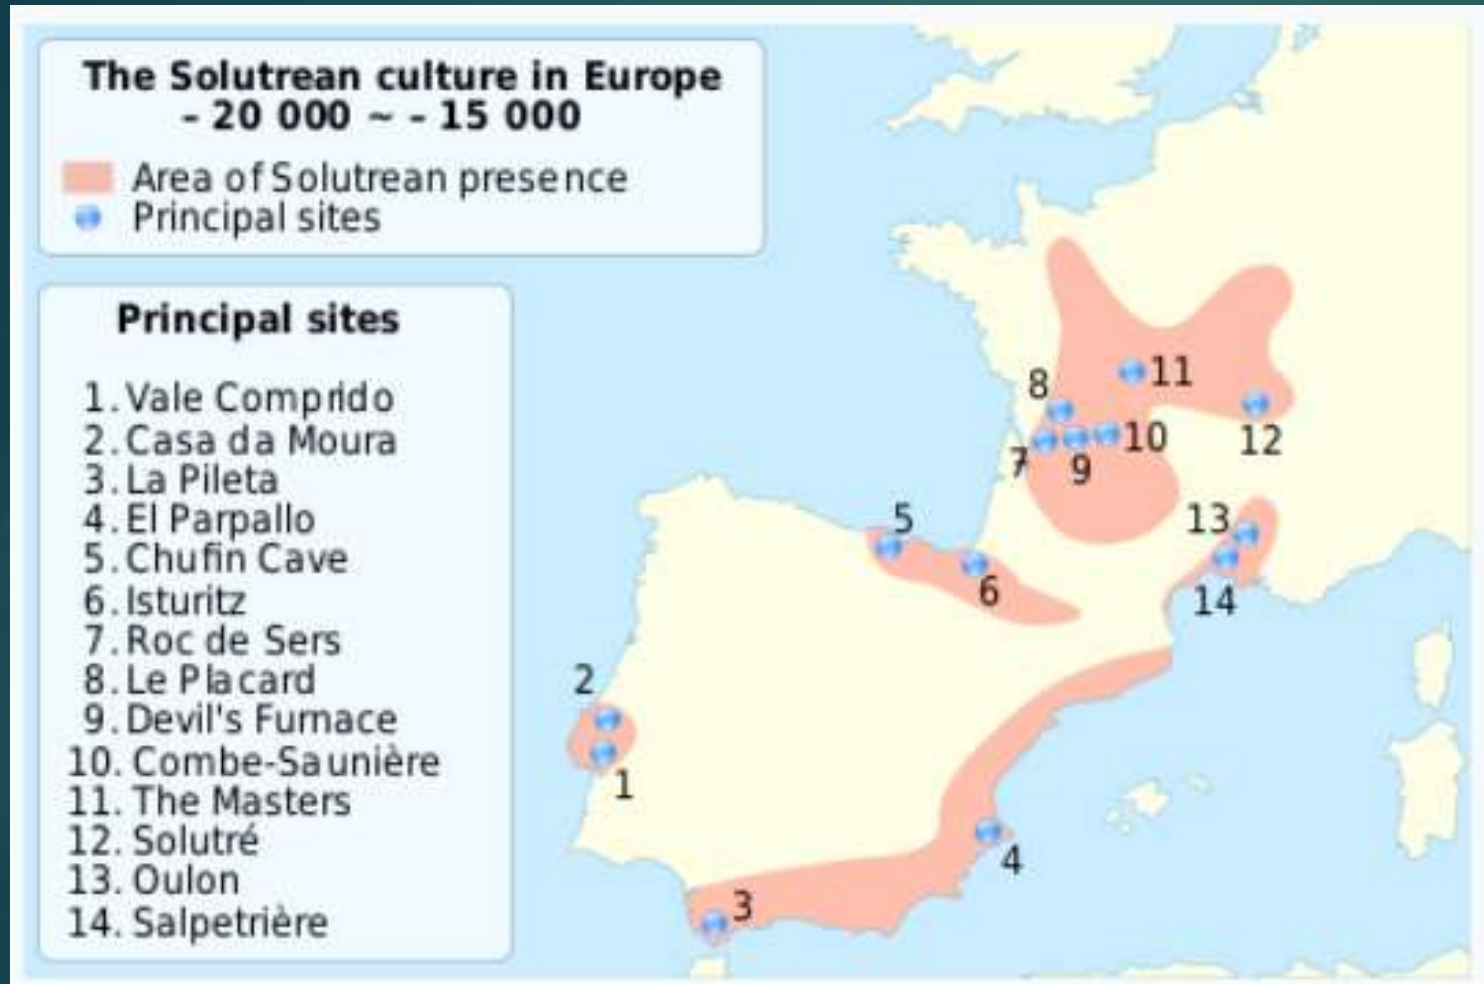 The Solutrean culture in Europe
– 20 000 ~ – 15 000
Area of Solutrean presence
Principal sites
Principal sites
1. Vale Comprido
2. Casa da Moura
3. La Pileta
4. El Parpallo
5. Chufin Cave
6. Isturitz
7. Roc de Sers
8. Le Placard
9. Devil's Furnace
10. Combe-Saunière
11. The Masters
12. Solutré
13. Oulon
14. Salpetrière
8
11
7
9
10
12
5
6
13
14
2
1
4
3